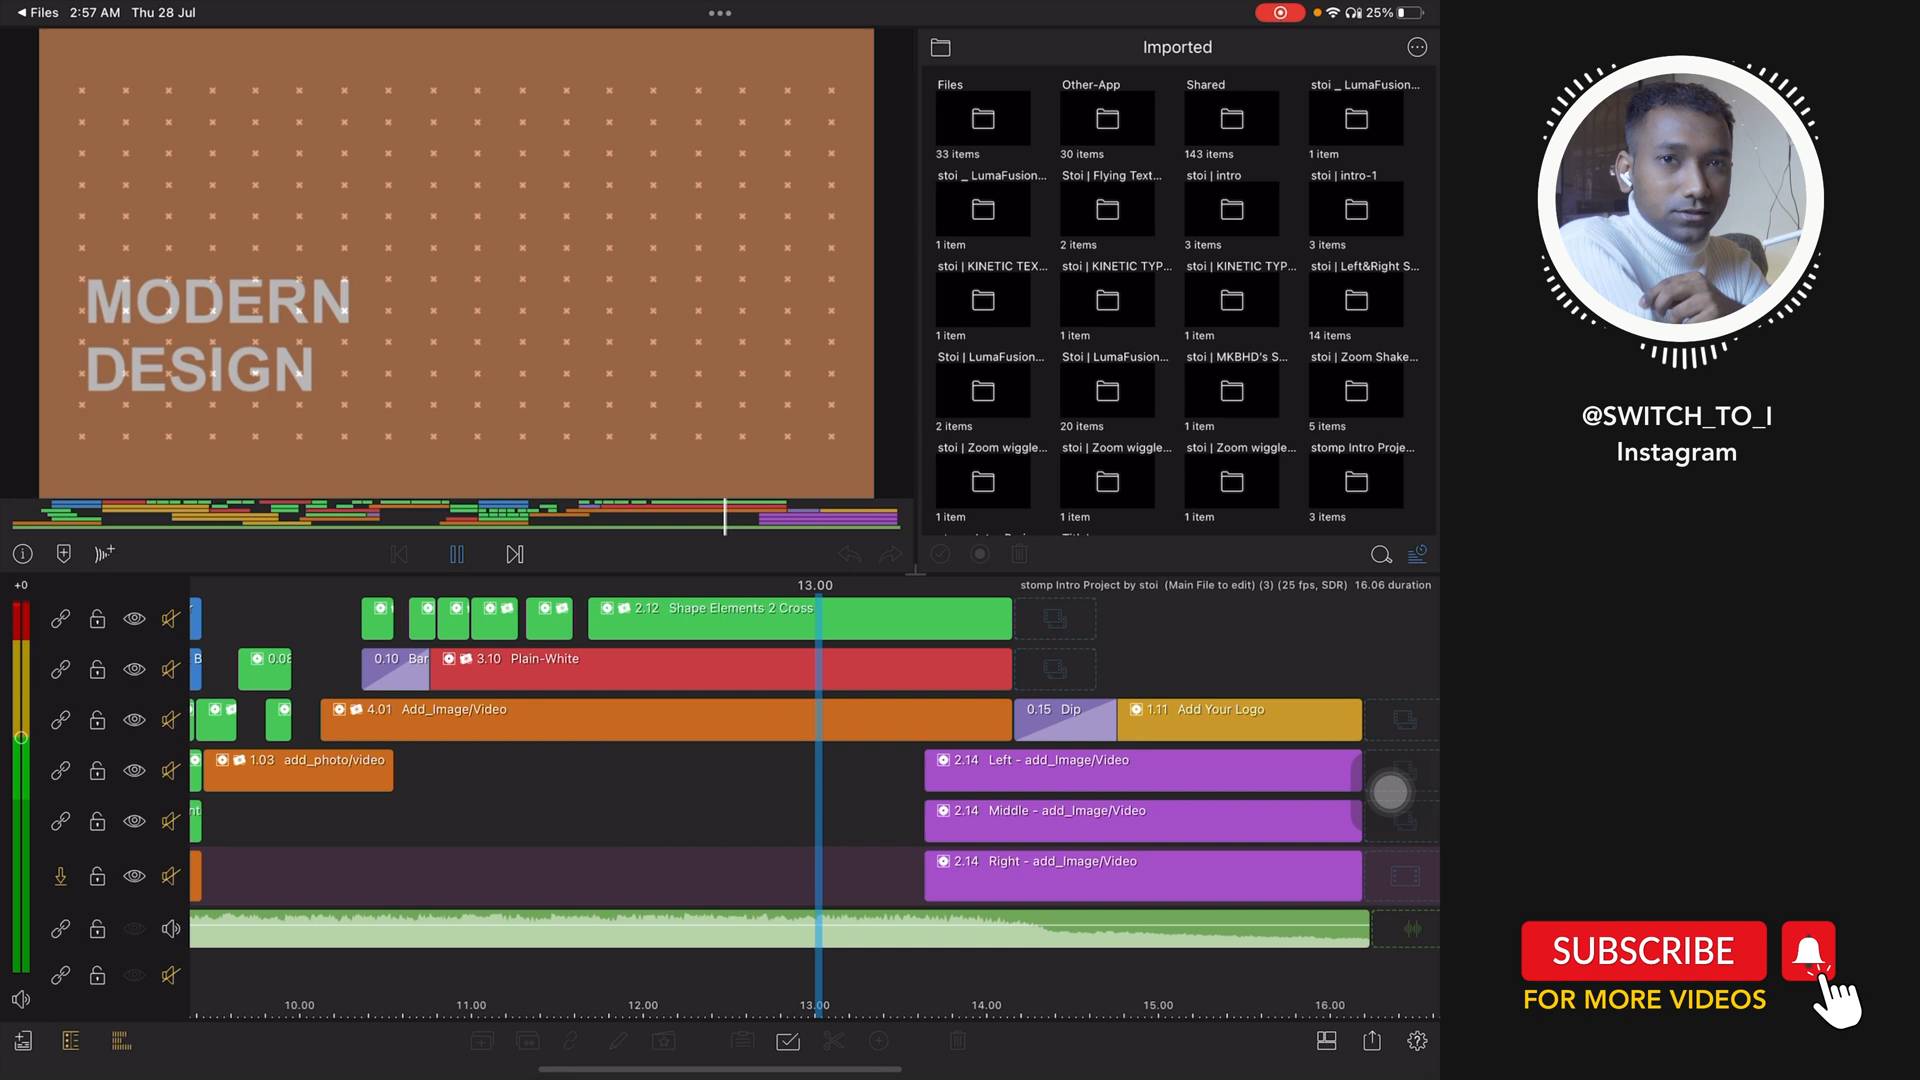 Files 2:57 AM Thu 28 Jul
25%
MODERN
DESIGN
Imported
Files
33 items
Other-App
30 items
Shared
143 items
stoi _ LumaFusion...
1 item
stoi _ LumaFusion...
1 item
Stoi | Flying Text...
2 items
stoi | intro
3 items
stoi | intro-1
3 items
stoi | KINETIC TEX...
1 item
stoi | KINETIC TYP...
1 item
stoi | KINETIC TYP...
1 item
stoi | Left&Right S...
14 items
Stoi | LumaFusion...
2 items
Stoi | LumaFusion...
20 items
stoi | MKBHD's S...
1 item
stoi | Zoom Shake...
5 items
stoi | Zoom wiggle...
1 item
stoi | Zoom wiggle...
1 item
stoi | Zoom wiggle...
1 item
stomp Intro Proje...
3 items
+0
13.00
stomp Intro Project by stoi (Main File to edit) (3) (25 fps, SDR) 16.06 duration
2.12 Shape Elements 2 Cross
B
0.08
0.10 Bar
3.10 Plain-White
4.01 Add_Image/Video
0.15 Dip
1.11 Add Your Logo
1.03 add_photo/video
2.14 Left - add_Image/Video
2.14 Middle - add_Image/Video
2.14 Right - add_Image/Video
10.00 11.00 12.00 13.00 14.00 15.00 16.00
@SWITCH_TO_I
Instagram
SUBSCRIBE
FOR MORE VIDEOS